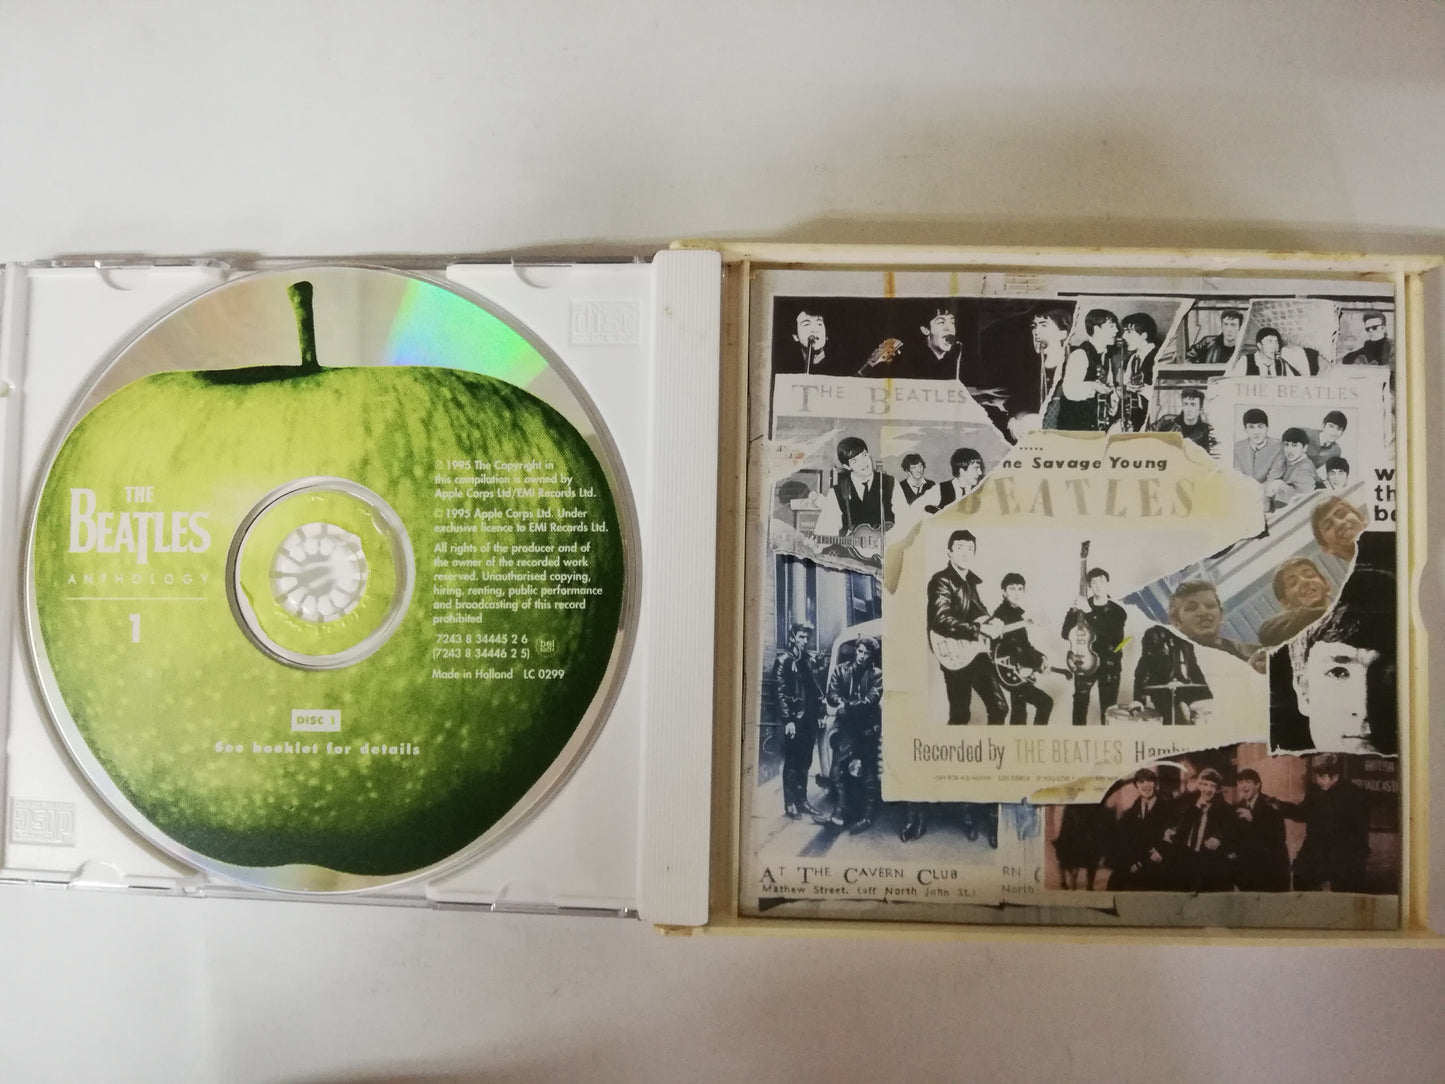 THE
BEATLES
ANTHOLOGY
1
℗ 1995 The Copyright in
this compilation is owned by
Apple Corps Ltd/EMI Records Ltd.
© 1995 Apple Corps Ltd. Under
exclusive licence to EMI Records Ltd.
All rights of the producer and of
the owner of the recorded work
reserved. Unauthorised copying,
hiring, renting, public performance
and broadcasting of this record
prohibited
7243 8 34445 2 6
(7243 8 34446 2 5)
Made in Holland LC 0299
DISC 1
See booklet for details
disc
disc
THE BEATLES
THE BEATLES
Savage Young
BEATLES
Recorded by THE BEATLES
AT THE CAVERN CLUB
Mathew Street, (off North John St.)
North